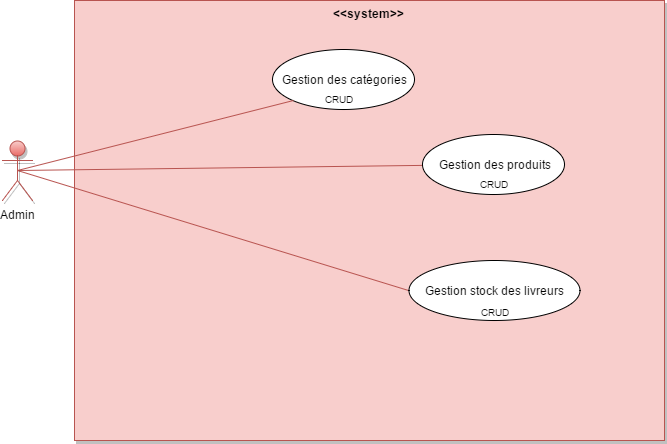 <<system>>
Gestion des catégories
CRUD
Gestion des produits
CRUD
Admin
Gestion stock des livreurs
CRUD